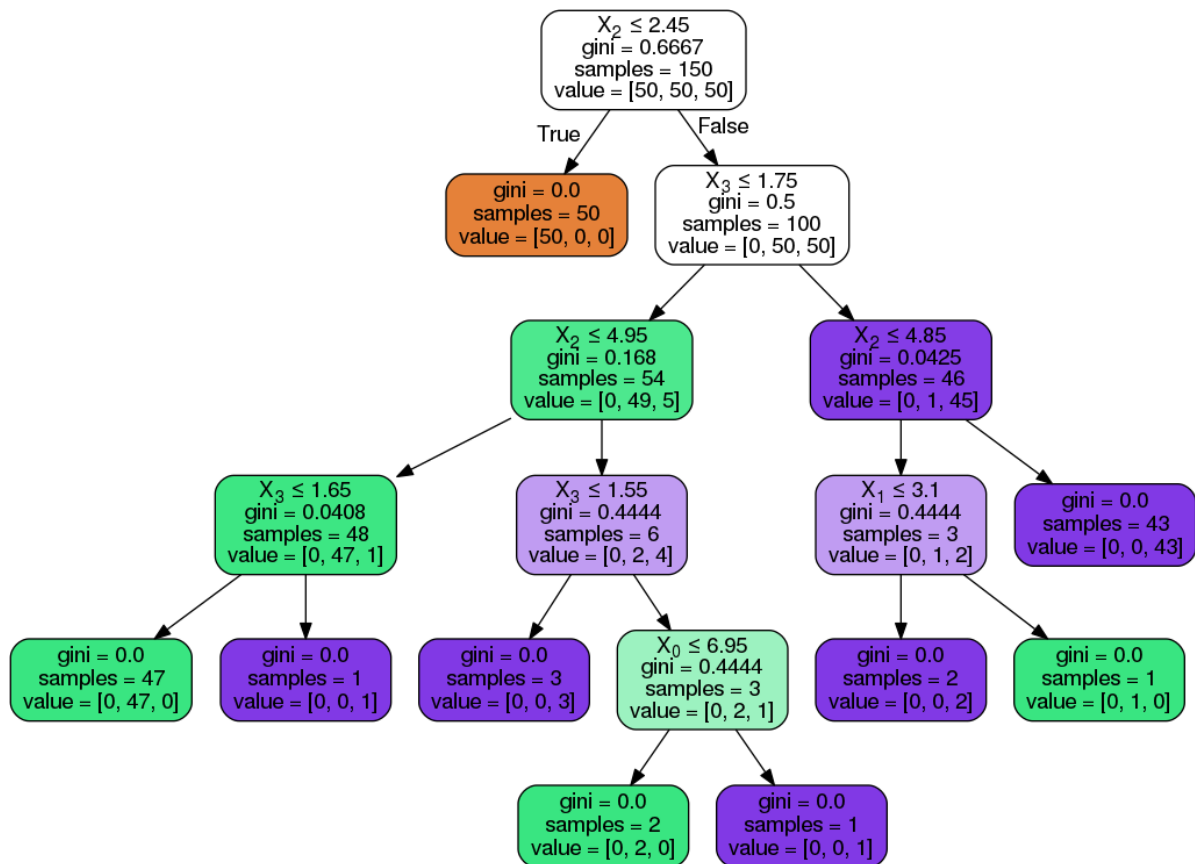 X₂ ≤ 2.45
gini = 0.6667
samples = 150
value = [50, 50, 50]
True
False
gini = 0.0
samples = 50
value = [50, 0, 0]
X₃ ≤ 1.75
gini = 0.5
samples = 100
value = [0, 50, 50]
X₂ ≤ 4.95
gini = 0.168
samples = 54
value = [0, 49, 5]
X₂ ≤ 4.85
gini = 0.0425
samples = 46
value = [0, 1, 45]
X₃ ≤ 1.65
gini = 0.0408
samples = 48
value = [0, 47, 1]
X₃ ≤ 1.55
gini = 0.4444
samples = 6
value = [0, 2, 4]
X₁ ≤ 3.1
gini = 0.4444
samples = 3
value = [0, 1, 2]
gini = 0.0
samples = 43
value = [0, 0, 43]
gini = 0.0
samples = 47
value = [0, 47, 0]
gini = 0.0
samples = 1
value = [0, 0, 1]
gini = 0.0
samples = 3
value = [0, 0, 3]
X₀ ≤ 6.95
gini = 0.4444
samples = 3
value = [0, 2, 1]
gini = 0.0
samples = 2
value = [0, 0, 2]
gini = 0.0
samples = 1
value = [0, 1, 0]
gini = 0.0
samples = 2
value = [0, 2, 0]
gini = 0.0
samples = 1
value = [0, 0, 1]